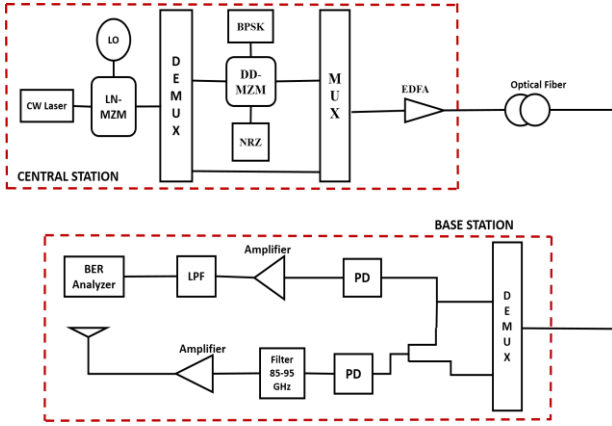 LO
CW Laser
LN-
MZM
D
E
M
U
X
BPSK
DD-
MZM
NRZ
M
U
X
EDFA
Optical Fiber
CENTRAL STATION
BASE STATION
BER
Analyzer
LPF
Amplifier
PD
D
E
M
U
X
Amplifier
Filter
85-95
GHz
PD